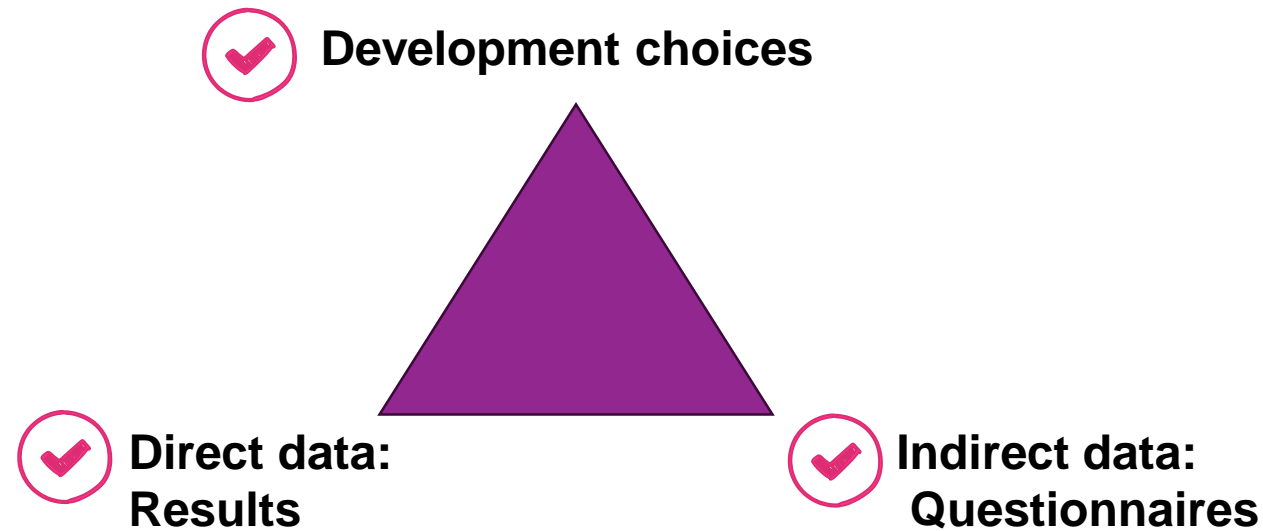 Development choices
Direct data:
Results
Indirect data:
Questionnaires